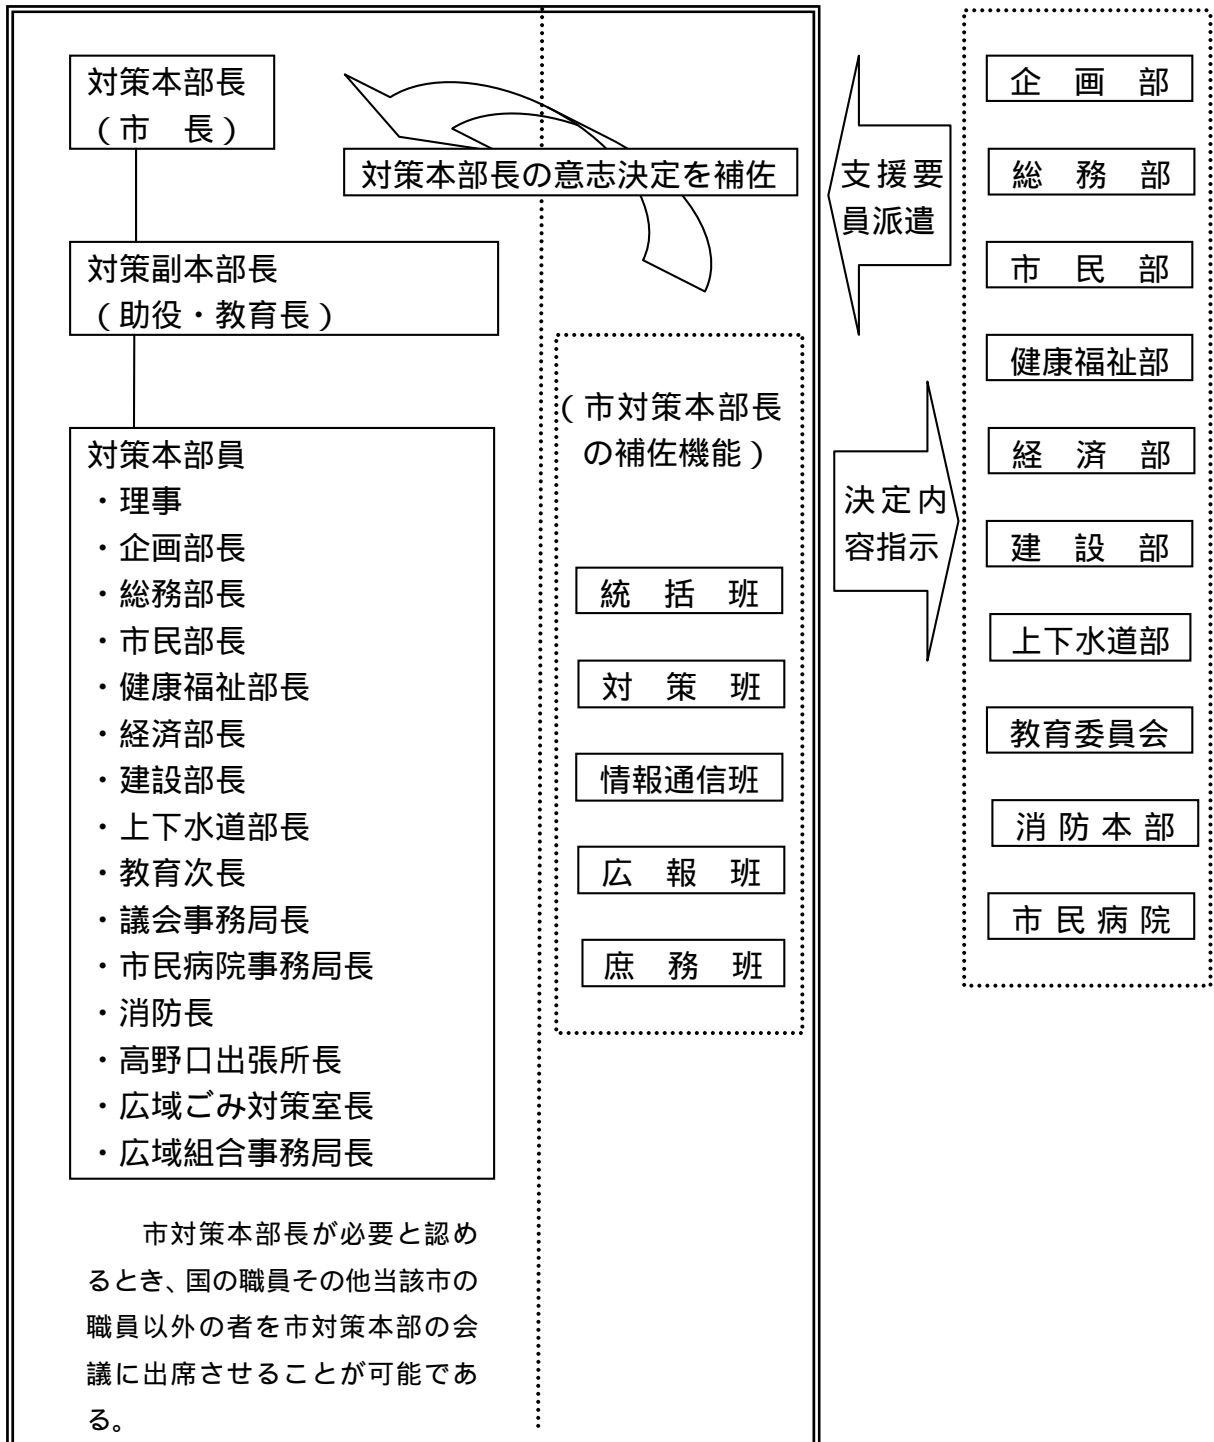 対策本部長
（市　長）
対策本部長の意志決定を補佐
対策副本部長
（助役・教育長）
対策本部員
・理事
・企画部長
・総務部長
・市民部長
・健康福祉部長
・経済部長
・建設部長
・上下水道部長
・教育次長
・議会事務局長
・市民病院事務局長
・消防長
・高野口出張所長
・広域ごみ対策室長
・広域組合事務局長
市対策本部長が必要と認め
るとき、国の職員その他当該市の
職員以外の者を市対策本部の会
議に出席させることが可能であ
る。
（市対策本部長
の補佐機能）
統　括　班
対　策　班
情報通信班
広　報　班
庶　務　班
支援要
員派遣
決定内
容指示
企　画　部
総　務　部
市　民　部
健康福祉部
経　済　部
建　設　部
上下水道部
教育委員会
消防本部
市民病院